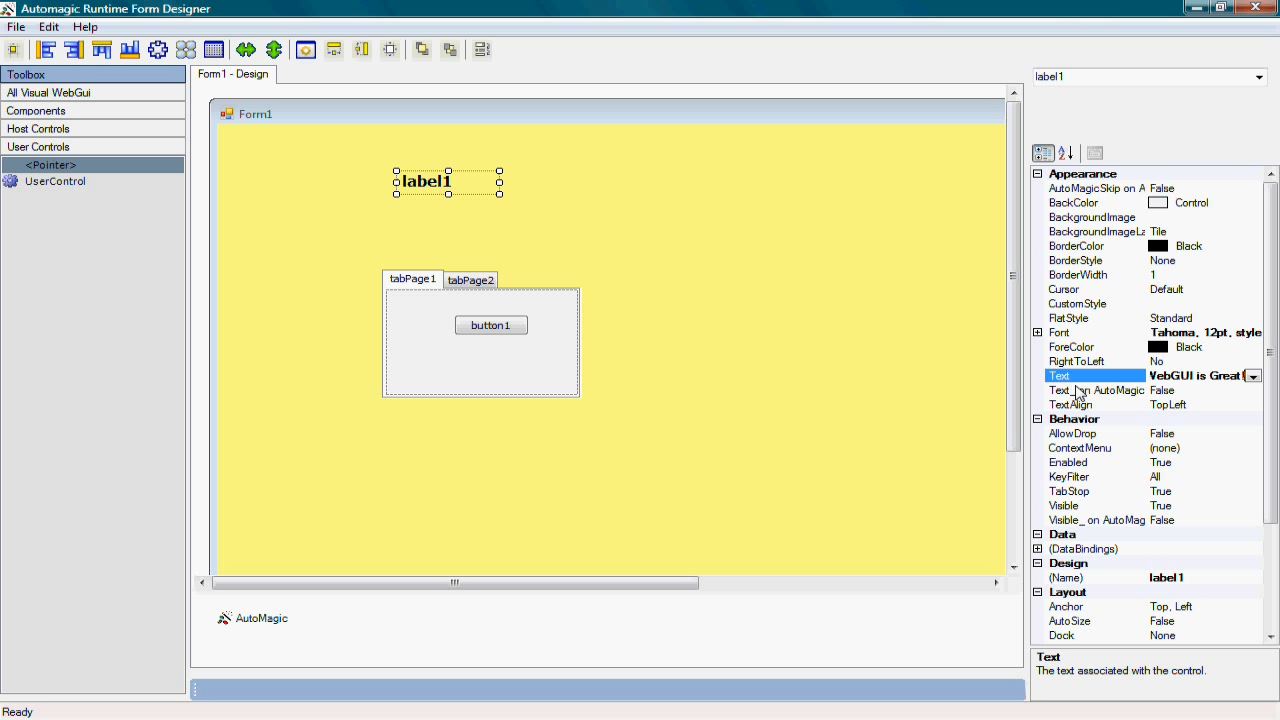 Automagic Runtime Form Designer
File Edit Help
Toolbox
All Visual WebGui
Components
Host Controls
User Controls
<Pointer>
UserControl
Form1 - Design
Form1
label1
tabPage1 tabPage2
button1
AutoMagic
label1
Appearance
AutoMagicSkip on A False
BackColor Control
BackgroundImage
BackgroundImageLa Tile
BorderColor Black
BorderStyle None
BorderWidth 1
Cursor Default
CustomStyle
FlatStyle Standard
Font Tahoma, 12pt, style
ForeColor Black
RightToLeft No
Text WebGUI is Great!
Text_ on AutoMagic False
TextAlign TopLeft
Behavior
AllowDrop False
ContextMenu (none)
Enabled True
KeyFilter All
TabStop True
Visible True
Visible_ on AutoMag False
Data
(DataBindings)
Design
(Name) label1
Layout
Anchor Top, Left
AutoSize False
Dock None
Text
The text associated with the control.
Ready